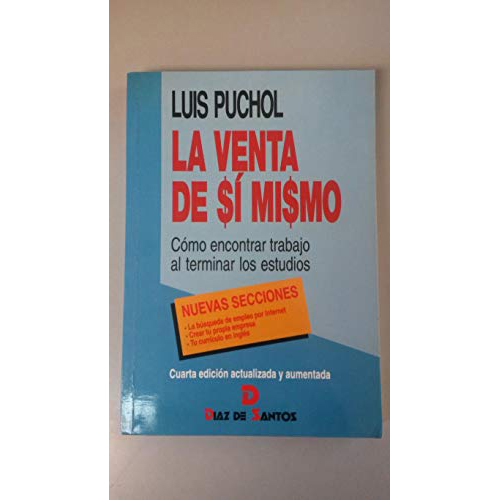 LUIS PUCHOL
LA VENTA
DE $Í MI$MO
Cómo encontrar trabajo
al terminar los estudios
NUEVAS SECCIONES
- La búsqueda de empleo por Internet
- Crear tu propia empresa
- Tu currículo en inglés
Cuarta edición actualizada y aumentada
D
DIAZ DE SANTOS